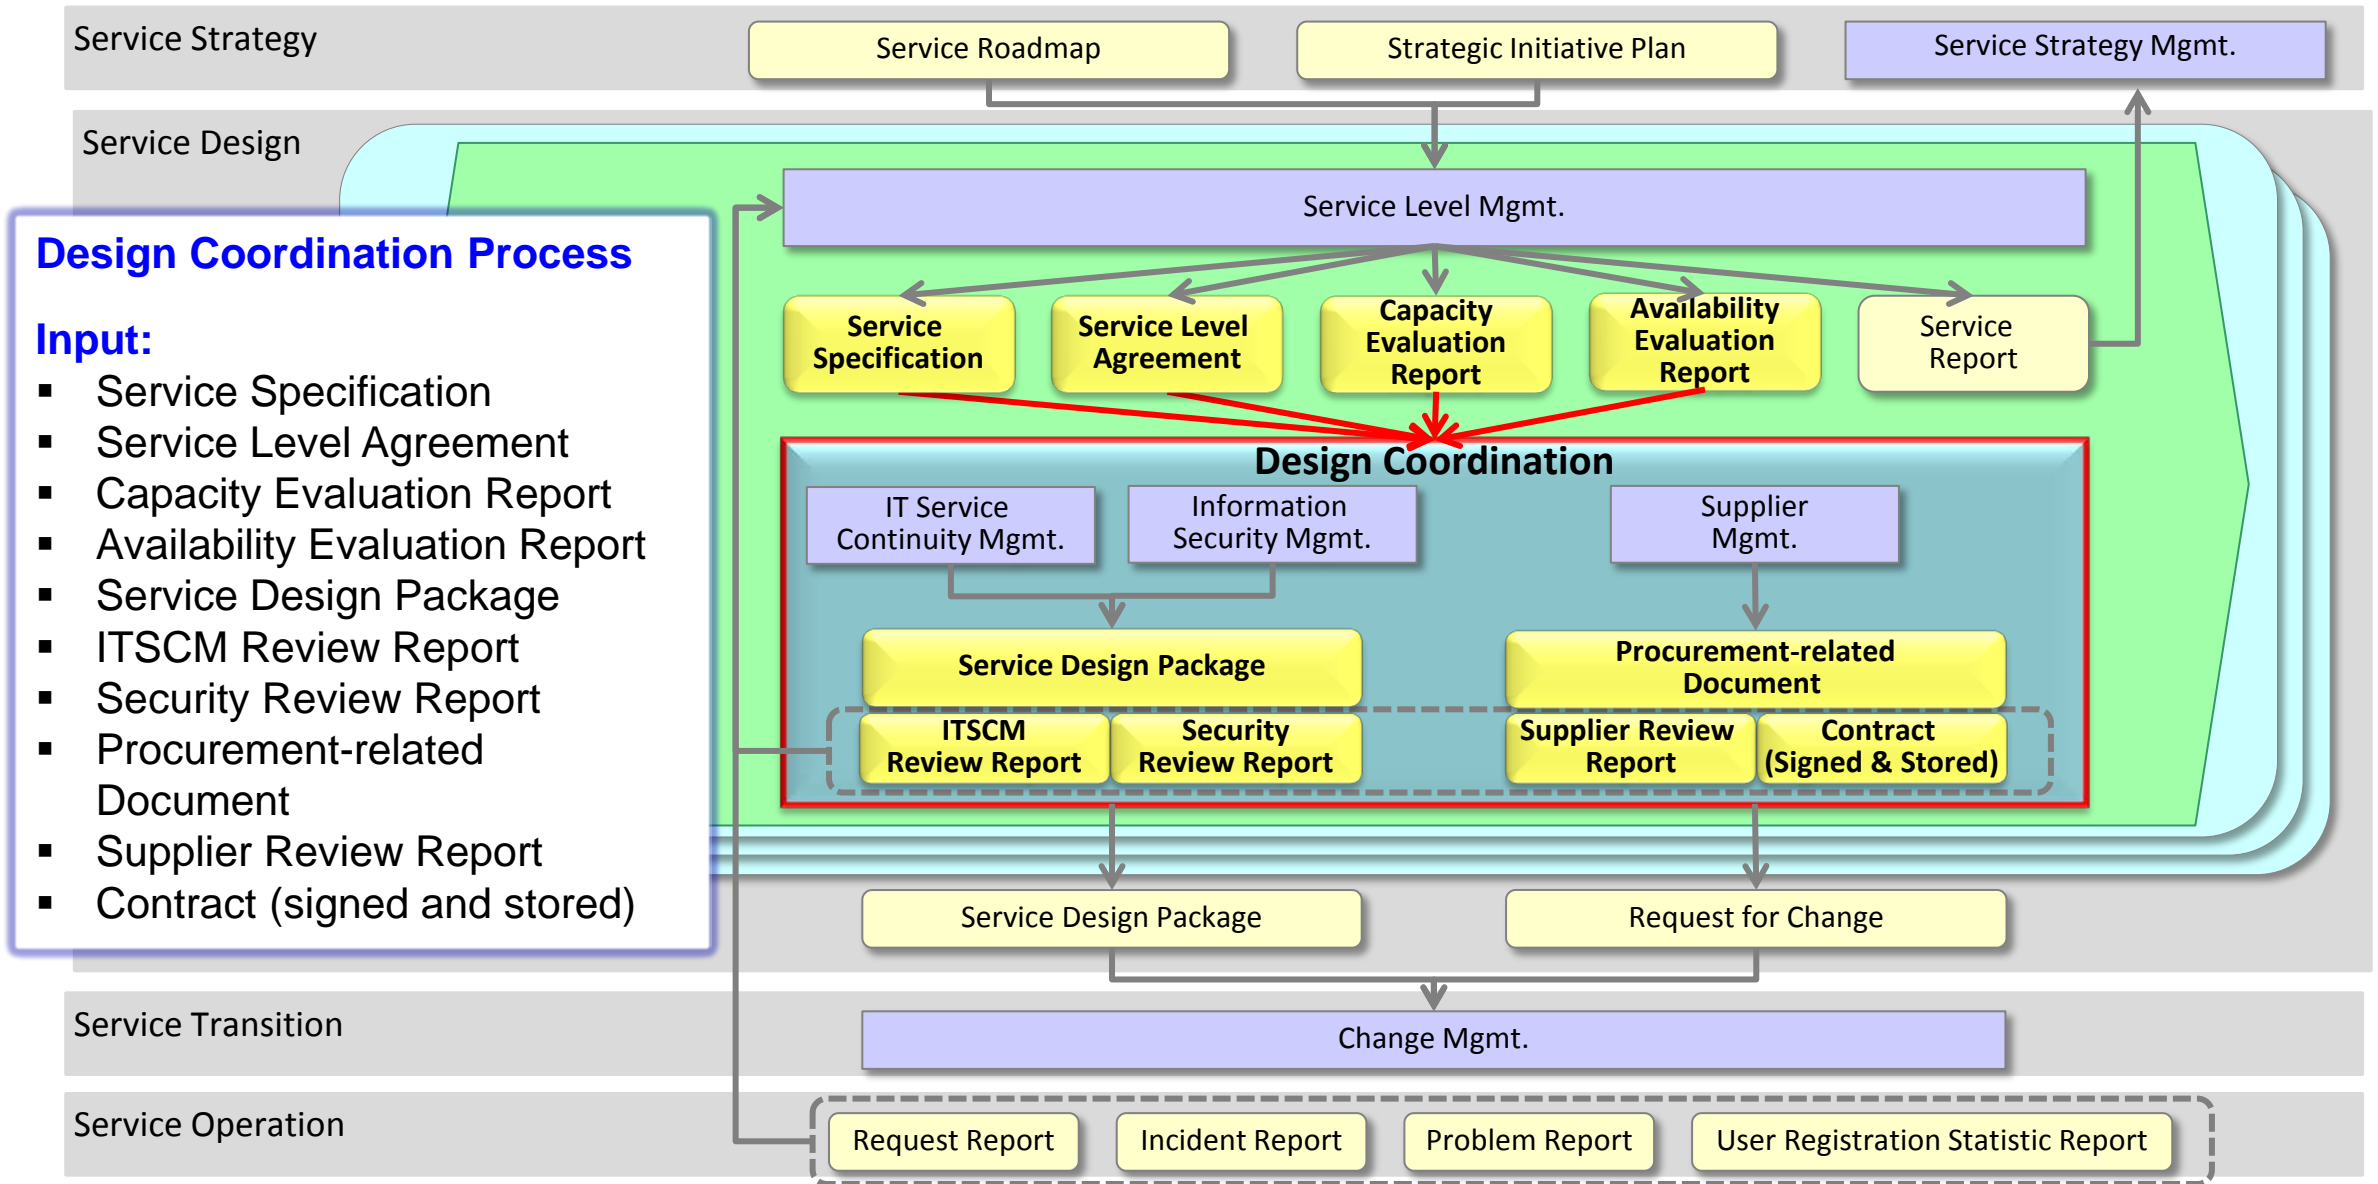 Service Strategy
Service Roadmap
Strategic Initiative Plan
Service Strategy Mgmt.
Service Design
Service Level Mgmt.
Design Coordination Process
Input:
▪ Service Specification
▪ Service Level Agreement
▪ Capacity Evaluation Report
▪ Availability Evaluation Report
▪ Service Design Package
▪ ITSCM Review Report
▪ Security Review Report
▪ Procurement-related
Document
▪ Supplier Review Report
▪ Contract (signed and stored)
Service
Specification
Service Level
Agreement
Capacity
Evaluation
Report
Availability
Evaluation
Report
Service
Report
Design Coordination
IT Service
Continuity Mgmt.
Information
Security Mgmt.
Supplier
Mgmt.
Service Design Package
Procurement-related
Document
ITSCM
Review Report
Security
Review Report
Supplier Review
Report
Contract
(Signed & Stored)
Service Design Package
Request for Change
Service Transition
Change Mgmt.
Service Operation
Request Report
Incident Report
Problem Report
User Registration Statistic Report